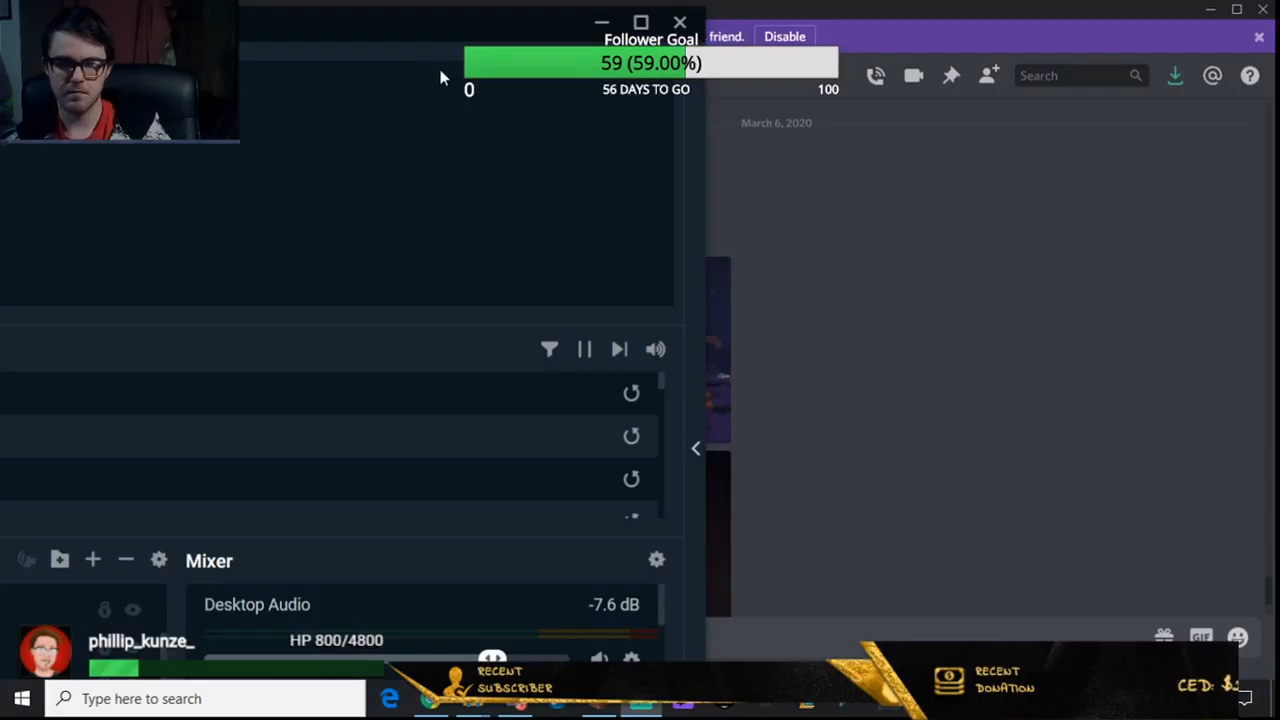 Follower Goal
59 (59.00%)
0
56 DAYS TO GO
100
friend.
Disable
Search
March 6, 2020
Mixer
Desktop Audio
-7.6 dB
phillip_kunze_
HP 800/4800
GIF
RECENT
SUBSCRIBER
RECENT
DONATION
CED:
Type here to search